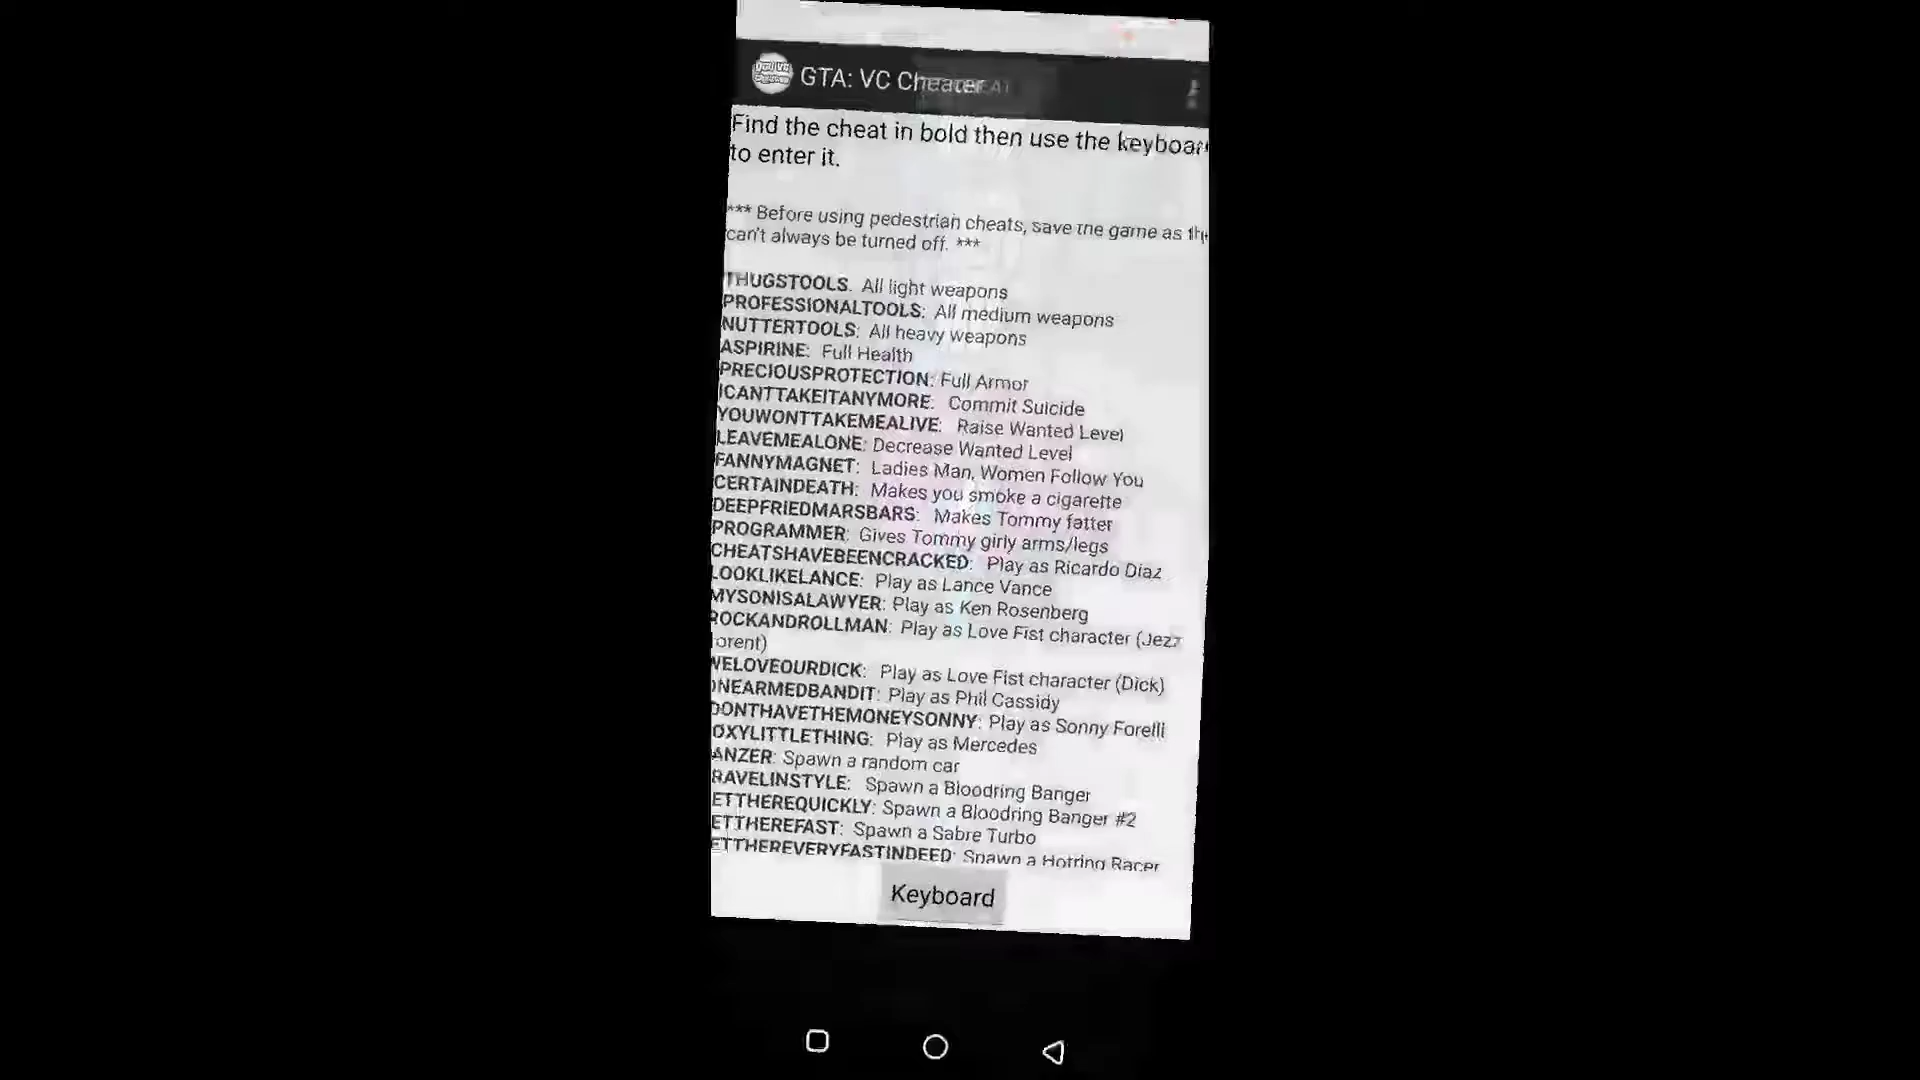 GTA: VC Cheater
Find the cheat in bold then use the keyboar
to enter it.
*** Before using pedestrian cheats, save the game as the
can't always be turned off. ***
THUGSTOOLS. All light weapons
PROFESSIONALTOOLS: All medium weapons
NUTTERTOOLS: All heavy weapons
ASPIRINE: Full Health
PRECIOUSPROTECTION: Full Armor
ICANTTAKEITANYMORE: Commit Suicide
YOUWONTTAKEMEALIVE: Raise Wanted Level
LEAVEMEALONE: Decrease Wanted Level
FANNYMAGNET: Ladies Man, Women Follow You
CERTAINDEATH: Makes you smoke a cigarette
DEEPFRIEDMARSBARS: Makes Tommy fatter
PROGRAMMER: Gives Tommy girly arms/legs
CHEATSHAVEBEENCRACKED: Play as Ricardo Diaz
LOOKLIKELANCE: Play as Lance Vance
MYSONISALAWYER: Play as Ken Rosenberg
ROCKANDROLLMAN: Play as Love Fist character (Jezz
orent)
WELOVEOURDICK: Play as Love Fist character (Dick)
ONEARMEDBANDIT: Play as Phil Cassidy
DONTHAVETHEMONEYSONNY: Play as Sonny Forelli
OXYLITTLETHING: Play as Mercedes
ANZER: Spawn a random car
RAVELINSTYLE: Spawn a Bloodring Banger
ETTHEREQUICKLY: Spawn a Bloodring Banger #2
ETTHEREFAST: Spawn a Sabre Turbo
ETTHEREVERYFASTINDEED: Spawn a Hotring Racer
Keyboard